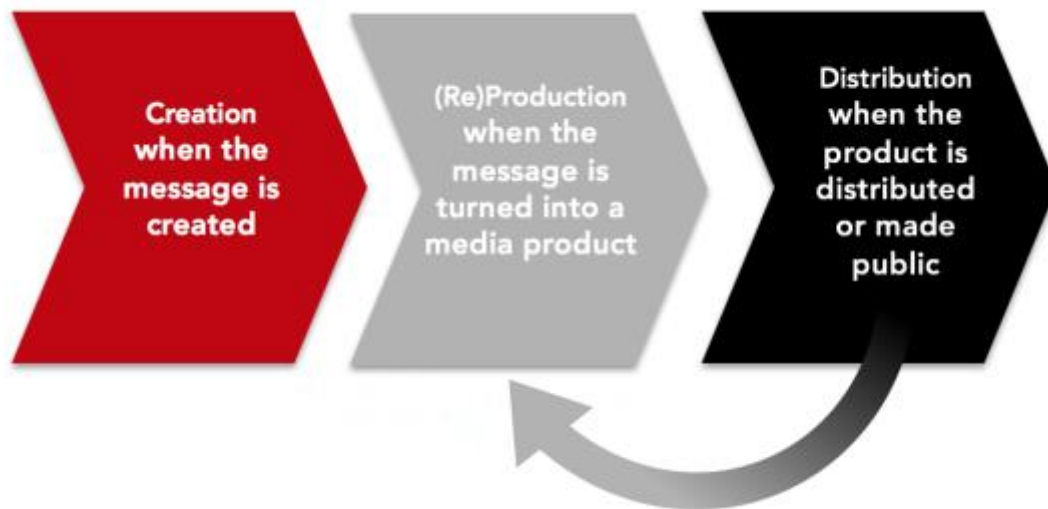 Creation
when the
message is
created
(Re)Production
when the
message is
turned into a
media product
Distribution
when the
product is
distributed
or made
public